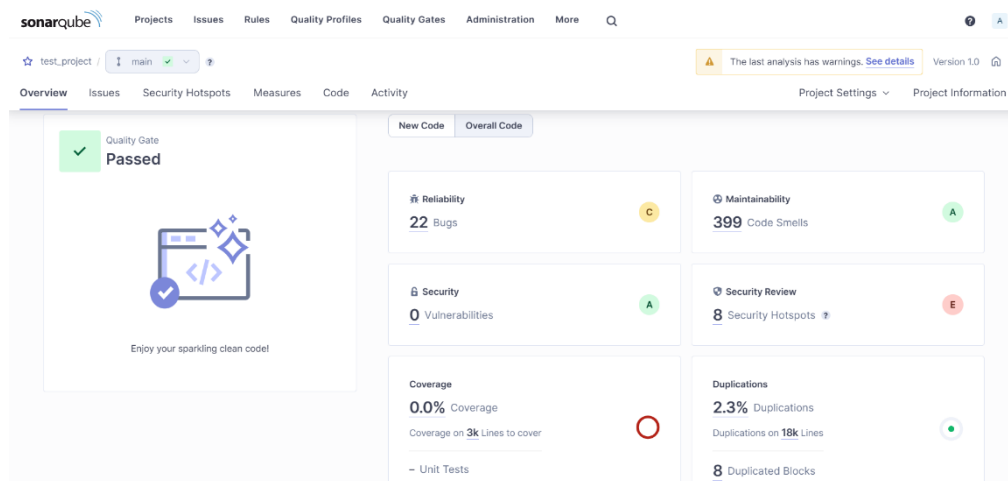 sonarqube Projects Issues Rules Quality Profiles Quality Gates Administration More ? A
test_project / main ? The last analysis has warnings. See details Version 1.0
Overview Issues Security Hotspots Measures Code Activity Project Settings Project Information
Quality Gate
Passed
Enjoy your sparkling clean code!
New Code Overall Code
Reliability
22 Bugs C
Maintainability
399 Code Smells A
Security
0 Vulnerabilities A
Security Review
8 Security Hotspots ? E
Coverage
0.0% Coverage
Coverage on 3k Lines to cover
– Unit Tests
Duplications
2.3% Duplications
Duplications on 18k Lines
8 Duplicated Blocks